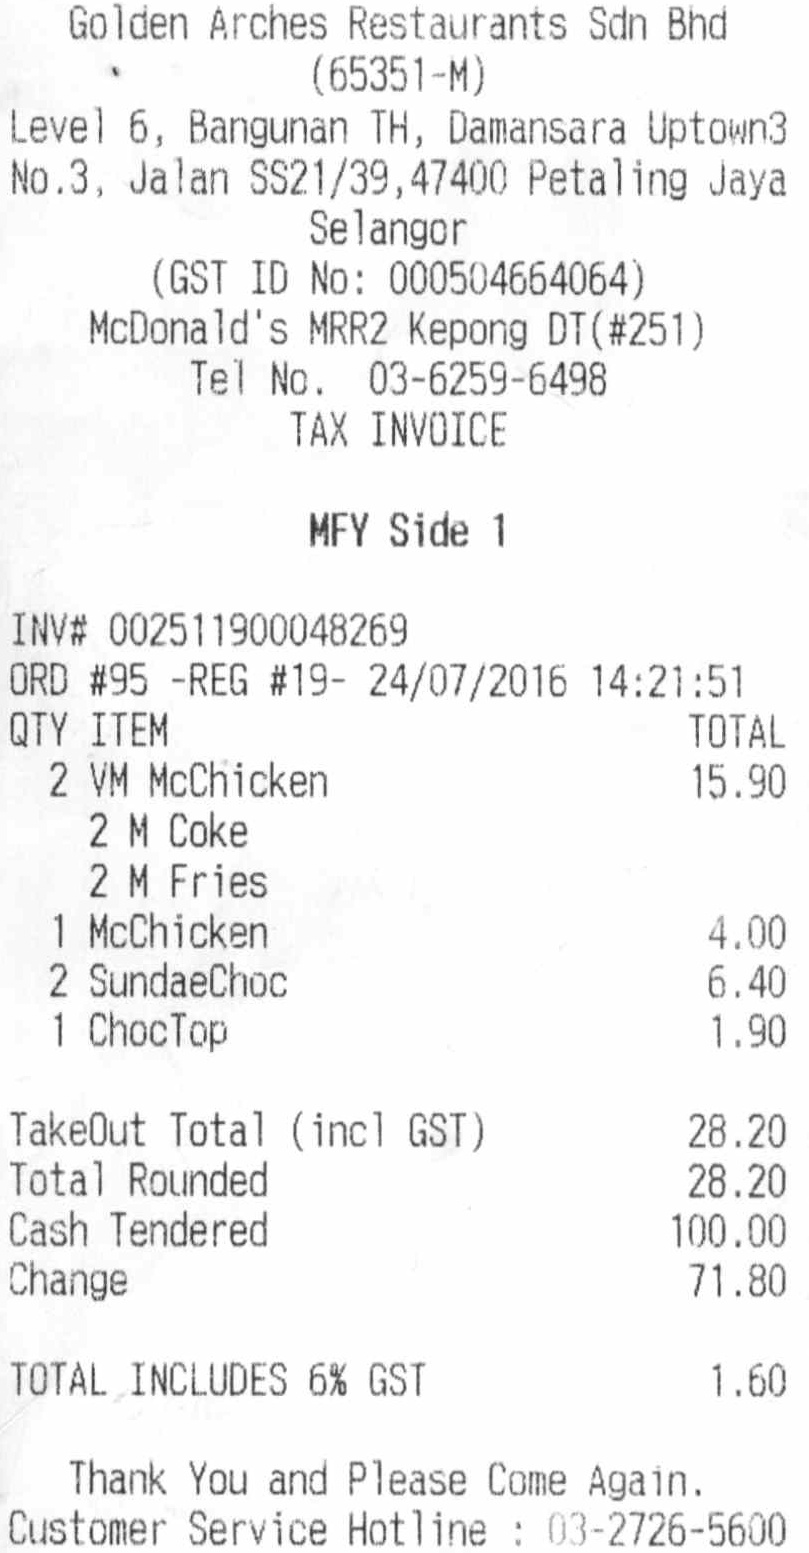 Golden Arches Restaurants Sdn Bhd
(65351-M)
Level 6, Bangunan TH, Damansara Uptown3
No.3, Jalan SS21/39,47400 Petaling Jaya
Selangor
(GST ID No: 000504664064)
McDonald's MRR2 Kepong DT(#251)
Tel No. 03-6259-6498
TAX INVOICE
MFY Side 1
INV# 002511900048269
ORD #95 -REG #19- 24/07/2016 14:21:51
QTY ITEM TOTAL
2 VM McChicken 15.90
2 M Coke
2 M Fries
1 McChicken 4.00
2 SundaeChoc 6.40
1 ChocTop 1.90
TakeOut Total (incl GST) 28.20
Total Rounded 28.20
Cash Tendered 100.00
Change 71.80
TOTAL INCLUDES 6% GST 1.60
Thank You and Please Come Again.
Customer Service Hotline : 03-2726-5600